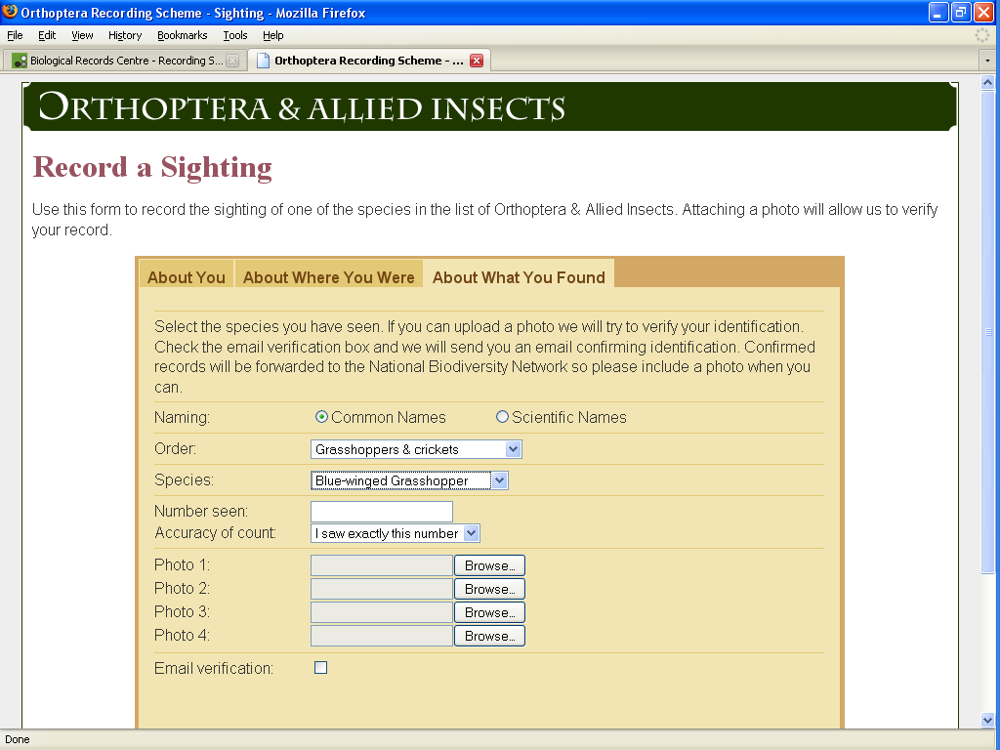 Orthoptera Recording Scheme - Sighting - Mozilla Firefox
File Edit View History Bookmarks Tools Help
Biological Records Centre - Recording S... Orthoptera Recording Scheme - ...
ORTHOPTERA & ALLIED INSECTS
Record a Sighting
Use this form to record the sighting of one of the species in the list of Orthoptera & Allied Insects. Attaching a photo will allow us to verify
your record.
About You About Where You Were About What You Found
Select the species you have seen. If you can upload a photo we will try to verify your identification.
Check the email verification box and we will send you an email confirming identification. Confirmed
records will be forwarded to the National Biodiversity Network so please include a photo when you
can.
Naming: Common Names Scientific Names
Order: Grasshoppers & crickets
Species: Blue-winged Grasshopper
Number seen:
Accuracy of count: I saw exactly this number
Photo 1: Browse...
Photo 2: Browse...
Photo 3: Browse...
Photo 4: Browse...
Email verification:
Done